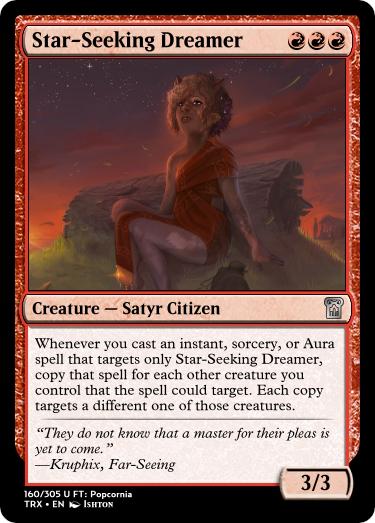 Star-Seeking Dreamer
Creature — Satyr Citizen
Whenever you cast an instant, sorcery, or Aura
spell that targets only Star-Seeking Dreamer,
copy that spell for each other creature you
control that the spell could target. Each copy
targets a different one of those creatures.
“They do not know that a master for their pleas is
yet to come.”
—Kruphix, Far-Seeing
3/3
160/305 U FT: Popcornia
TRX • EN Ishton